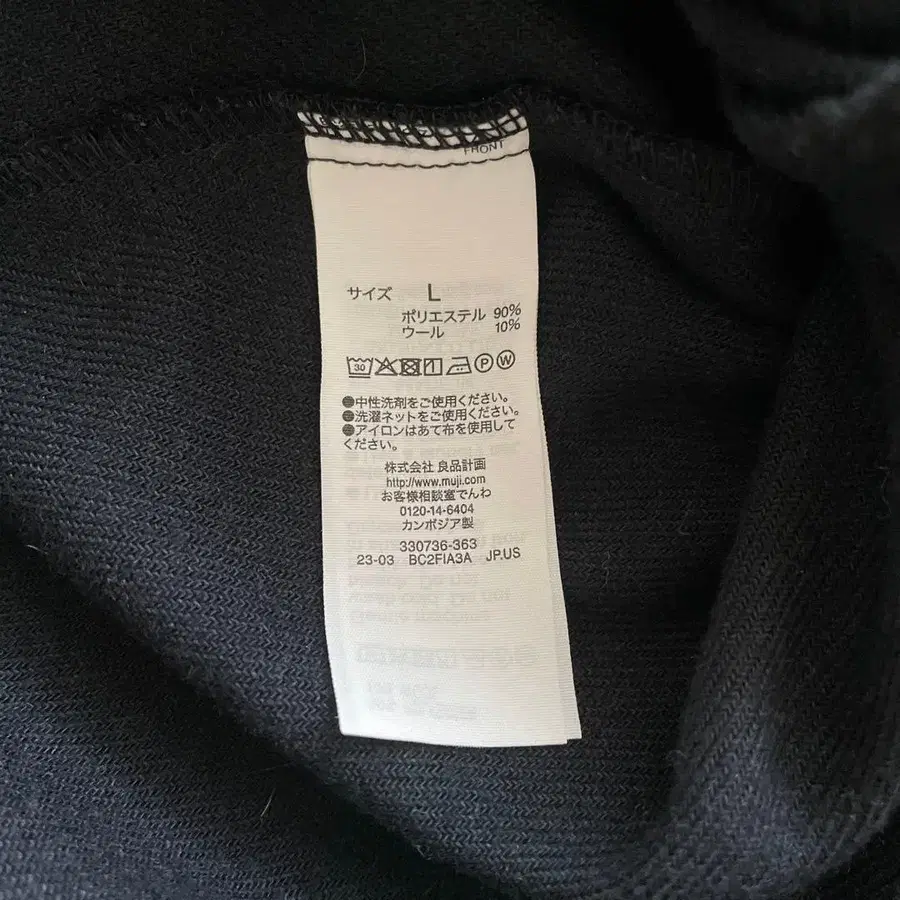 FRONT
サイズ L
ポリエステル 90%
ウール 10%
30 P W
●中性洗剤をご使用ください。
●洗濯ネットをご使用ください。
●アイロンはあて布を使用して
ください。
株式会社 良品計画
http://www.muji.com
お客様相談室でんわ
0120-14-6404
カンボジア製
330736-363
23-03 BC2FIA3A JP.US